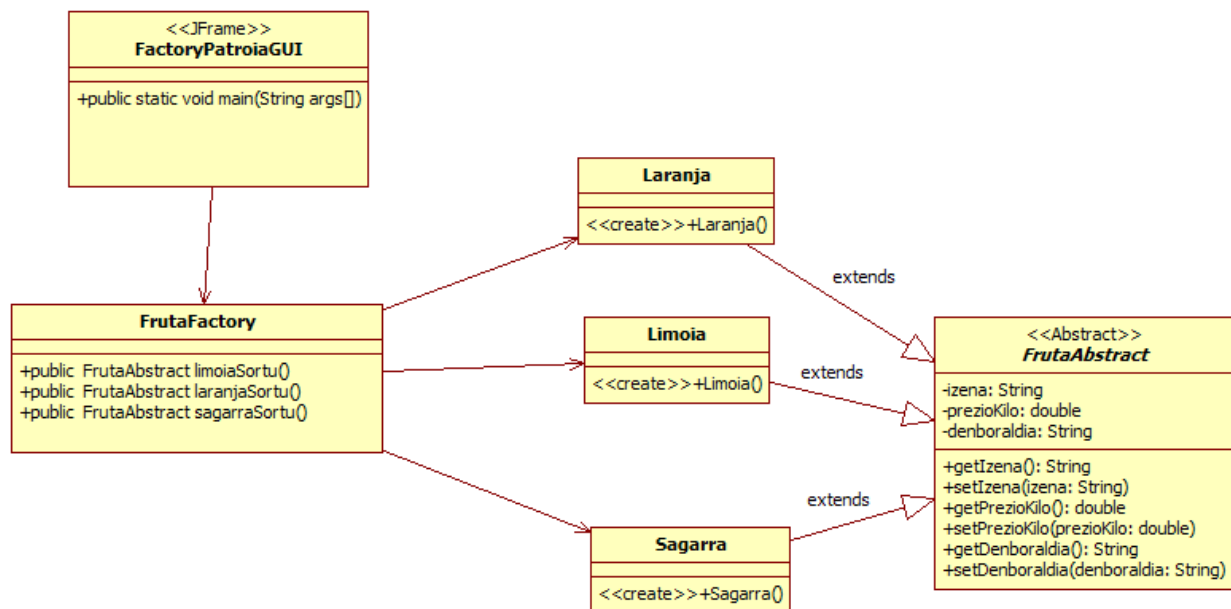 <<JFrame>>
FactoryPatroiaGUI
+public static void main(String args[])
Laranja
<<create>>+Laranja()
extends
FrutaFactory
+public FrutaAbstract limoiaSortu()
+public FrutaAbstract laranjaSortu()
+public FrutaAbstract sagarraSortu()
Limoia
<<create>>+Limoia()
extends
<<Abstract>>
FrutaAbstract
-izena: String
-prezioKilo: double
-denboraldia: String
+getIzena(): String
+setIzena(izena: String)
+getPrezioKilo(): double
+setPrezioKilo(prezioKilo: double)
+getDenboraldia(): String
+setDenboraldia(denboraldia: String)
extends
Sagarra
<<create>>+Sagarra()